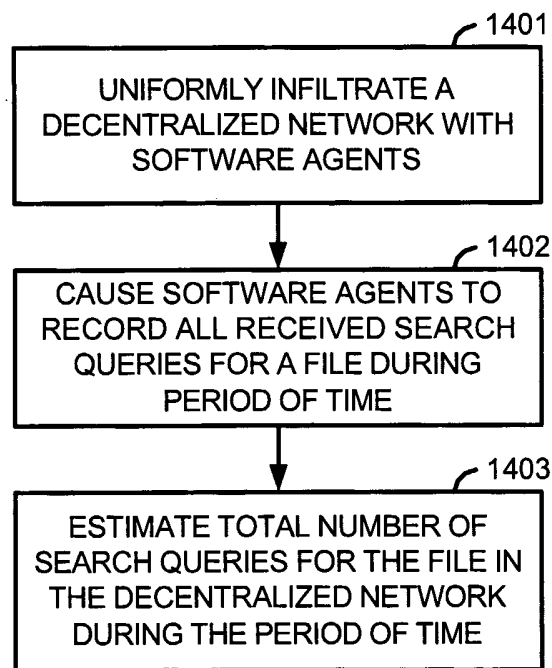 1401
UNIFORMLY INFILTRATE A
DECENTRALIZED NETWORK WITH
SOFTWARE AGENTS
1402
CAUSE SOFTWARE AGENTS TO
RECORD ALL RECEIVED SEARCH
QUERIES FOR A FILE DURING
PERIOD OF TIME
1403
ESTIMATE TOTAL NUMBER OF
SEARCH QUERIES FOR THE FILE IN
THE DECENTRALIZED NETWORK
DURING THE PERIOD OF TIME